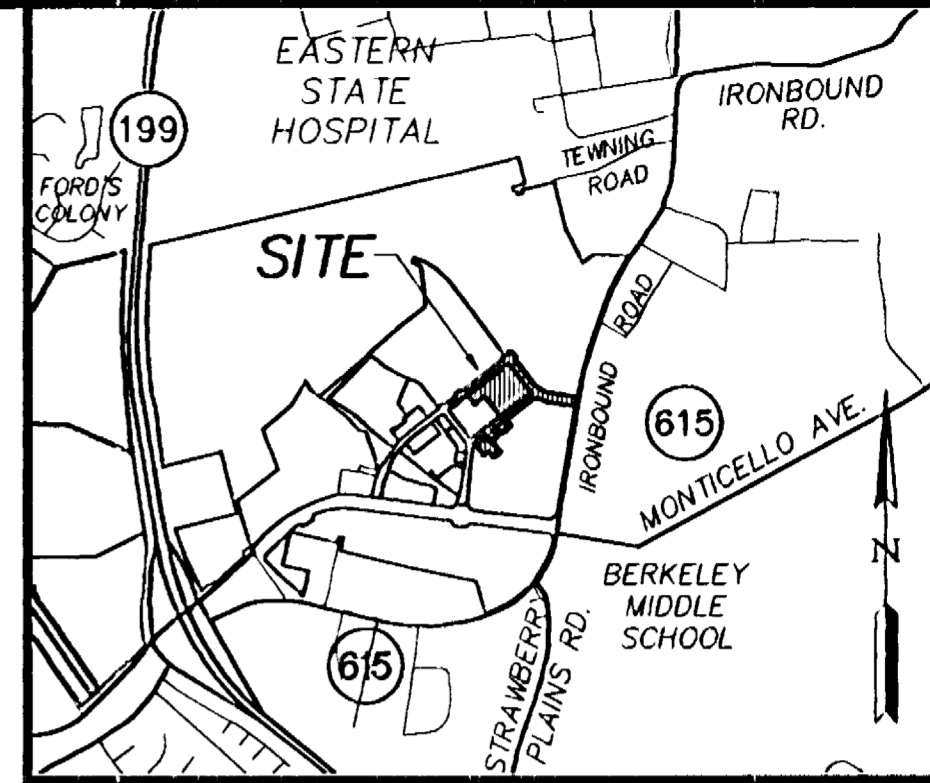 EASTERN
STATE
HOSPITAL
IRONBOUND
RD.
199
TEWNING
ROAD
FORD'S
COLONY
SITE
IRONBOUND
ROAD
615
MONTICELLO AVE.
N
BERKELEY
MIDDLE
SCHOOL
615
STRAWBERRY
PLAINS RD.